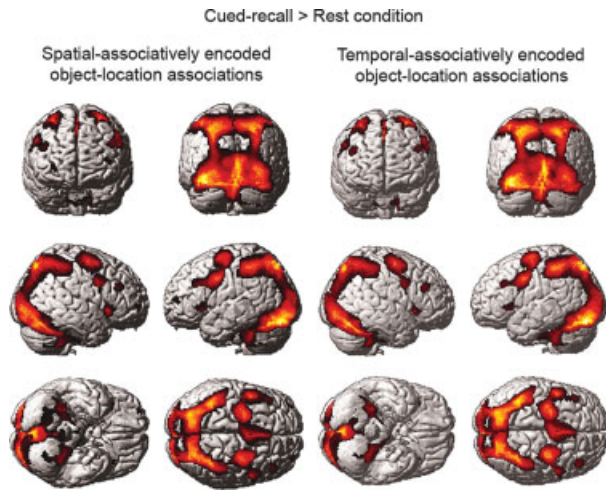 Cued-recall > Rest condition
Spatial-associatively encoded
object-location associations
Temporal-associatively encoded
object-location associations